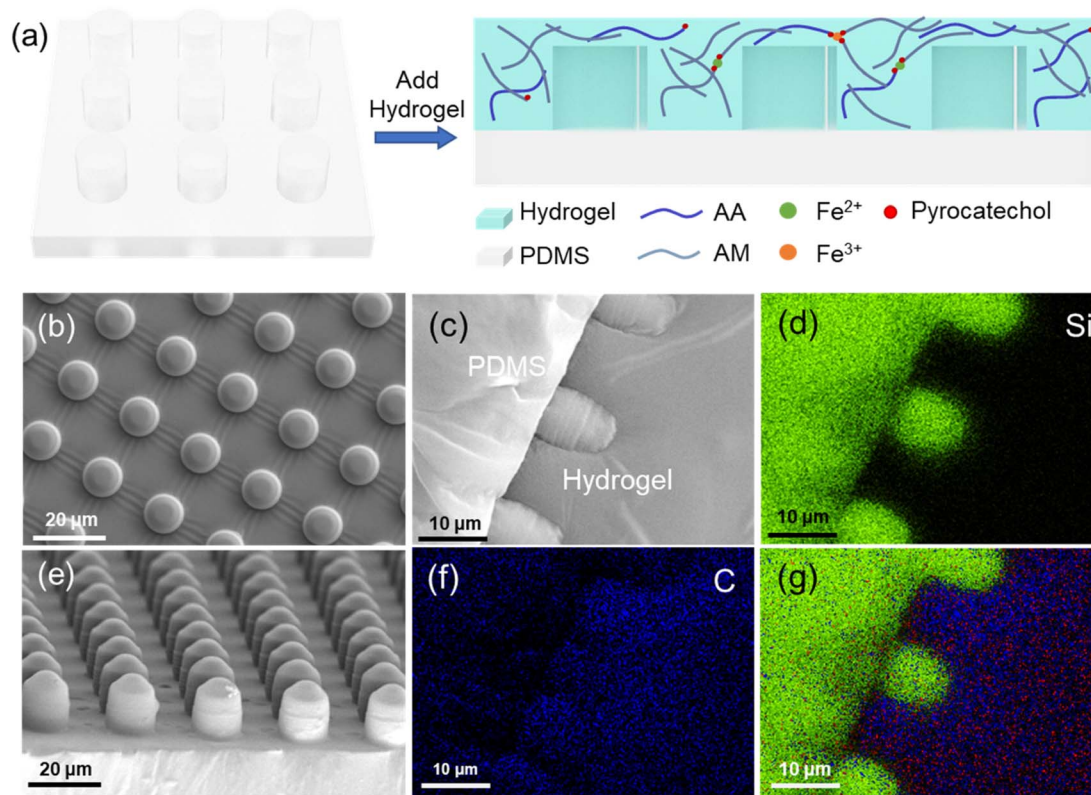 (a)
Add
Hydrogel
Hydrogel
AA
Fe²⁺
Pyrocatechol
PDMS
AM
Fe³⁺
(b)
20 µm
(c)
PDMS
Hydrogel
10 µm
(d)
Si
10 µm
(e)
20 µm
(f)
C
10 µm
(g)
10 µm